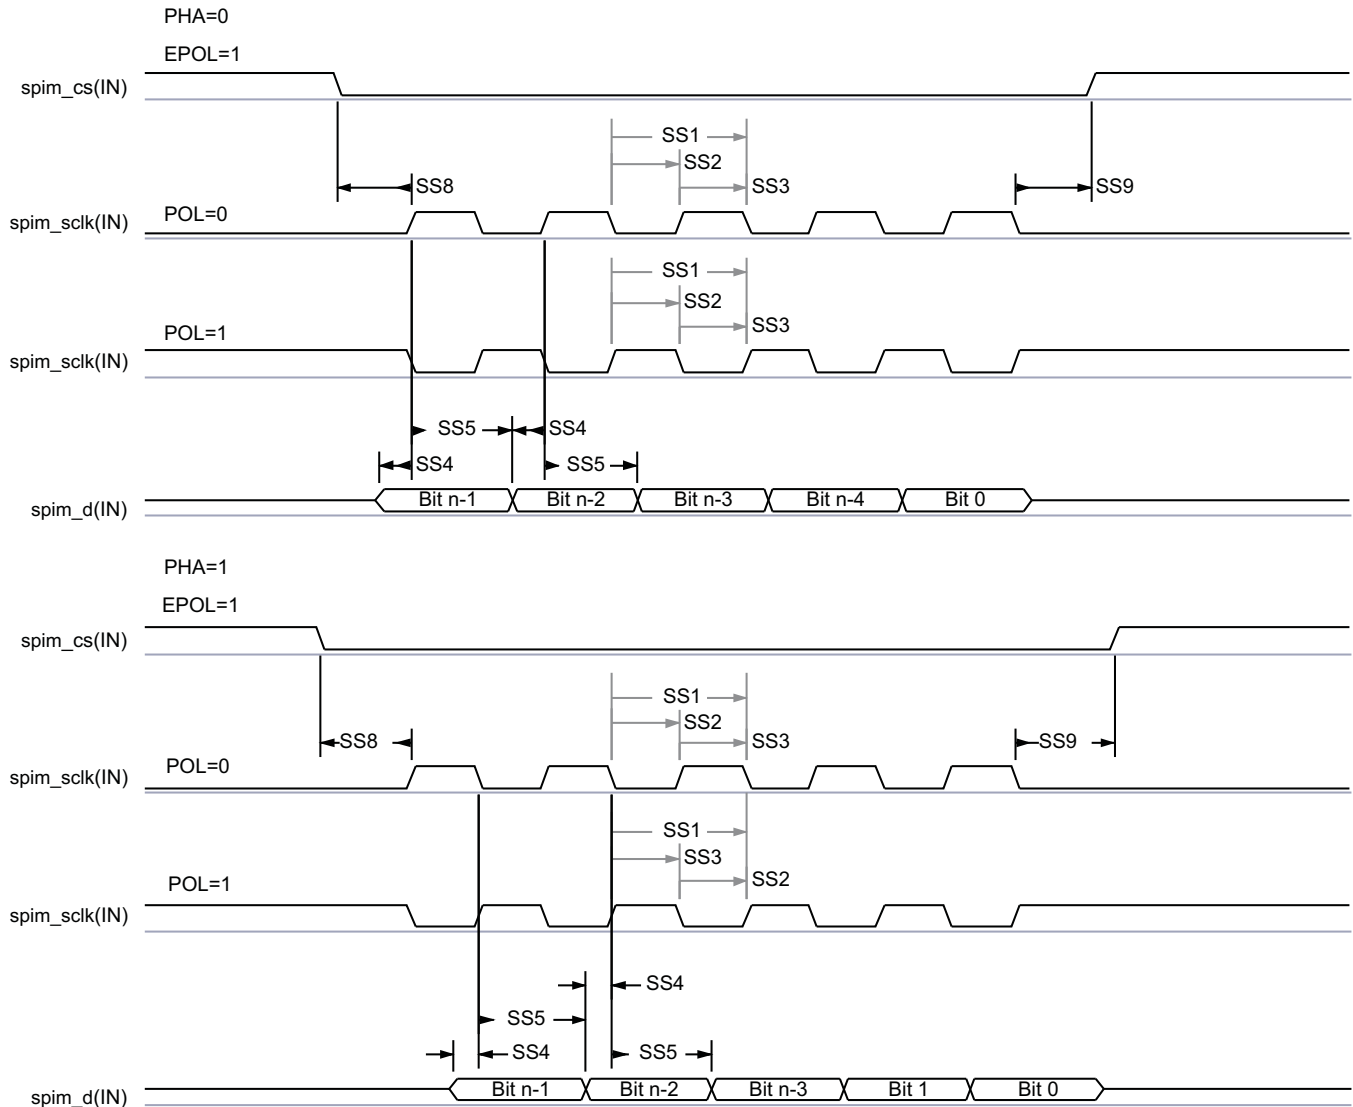 PHA=0
EPOL=1
spim_cs(IN)
SS1
SS2
SS8
SS3
SS9
POL=0
spim_sclk(IN)
SS1
SS2
SS3
POL=1
spim_sclk(IN)
SS5
SS4
SS4
SS5
Bit n-1
Bit n-2
Bit n-3
Bit n-4
Bit 0
spim_d(IN)
PHA=1
EPOL=1
spim_cs(IN)
SS1
SS2
SS8
SS3
SS9
POL=0
spim_sclk(IN)
SS1
SS3
SS2
POL=1
spim_sclk(IN)
SS4
SS5
SS4
SS5
Bit n-1
Bit n-2
Bit n-3
Bit 1
Bit 0
spim_d(IN)